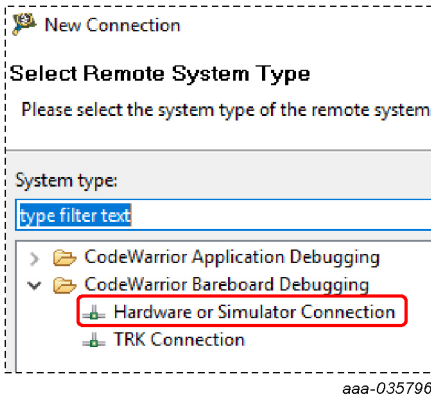 New Connection
Select Remote System Type
Please select the system type of the remote system
System type:
type filter text
CodeWarrior Application Debugging
CodeWarrior Bareboard Debugging
Hardware or Simulator Connection
TRK Connection
aaa-035796